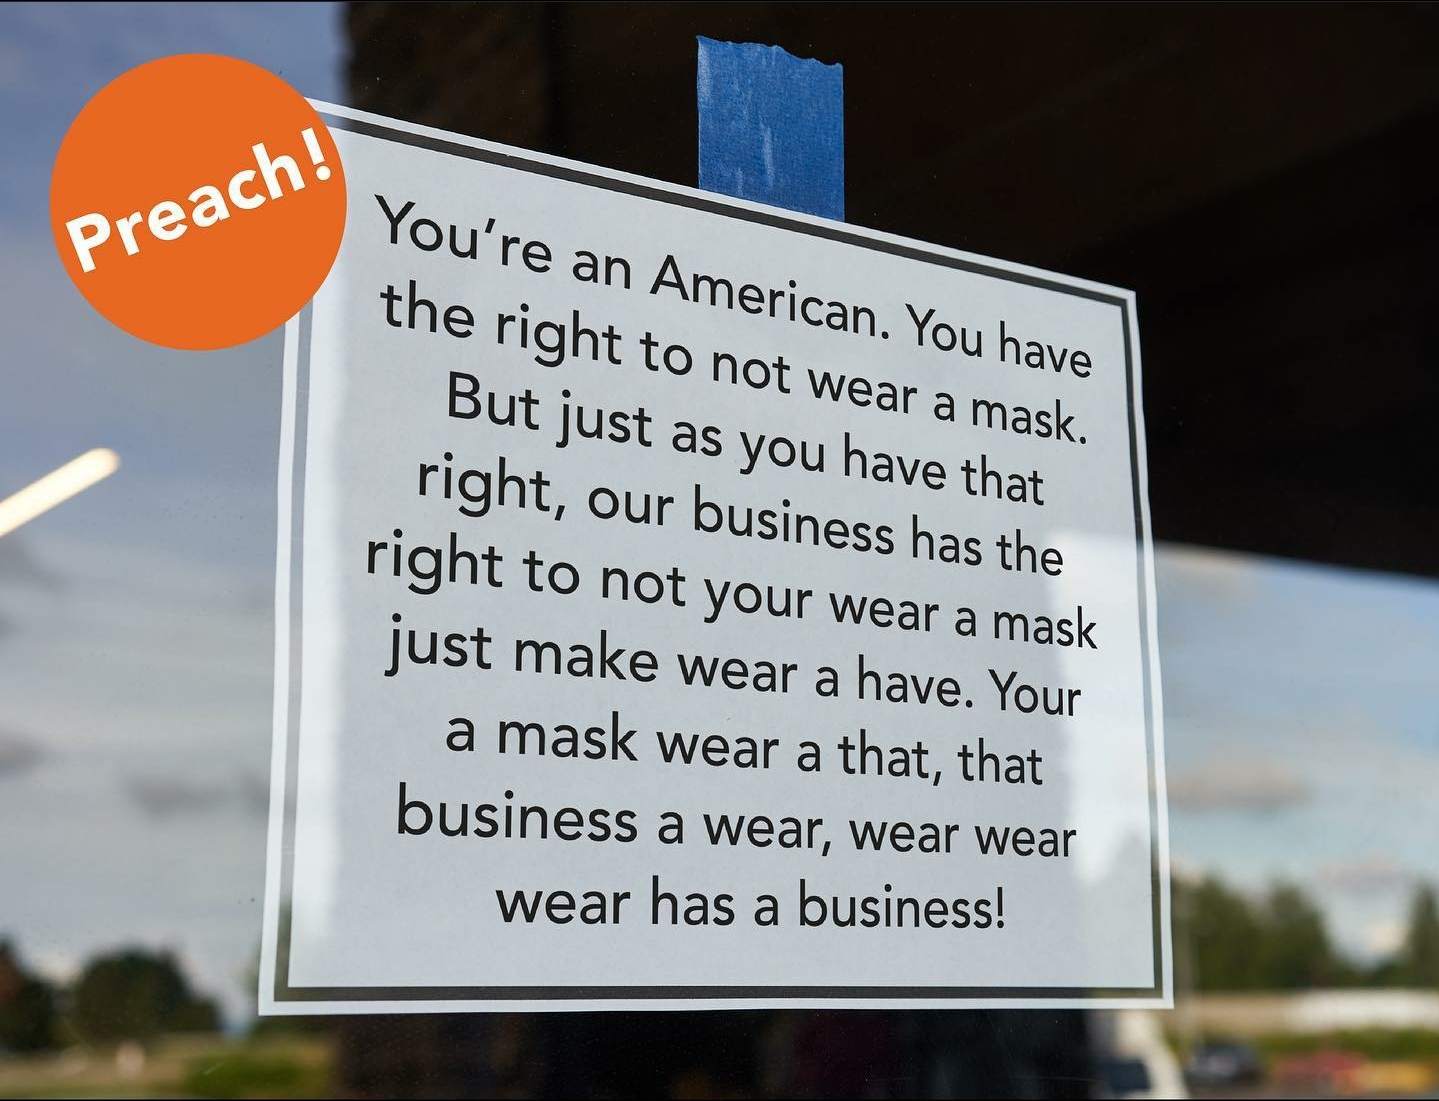 Preach!
You're an American. You have
the right to not wear a mask.
But just as you have that
right, our business has the
right to not your wear a mask
just make wear a have. Your
a mask wear a that, that
business a wear, wear wear
wear has a business!